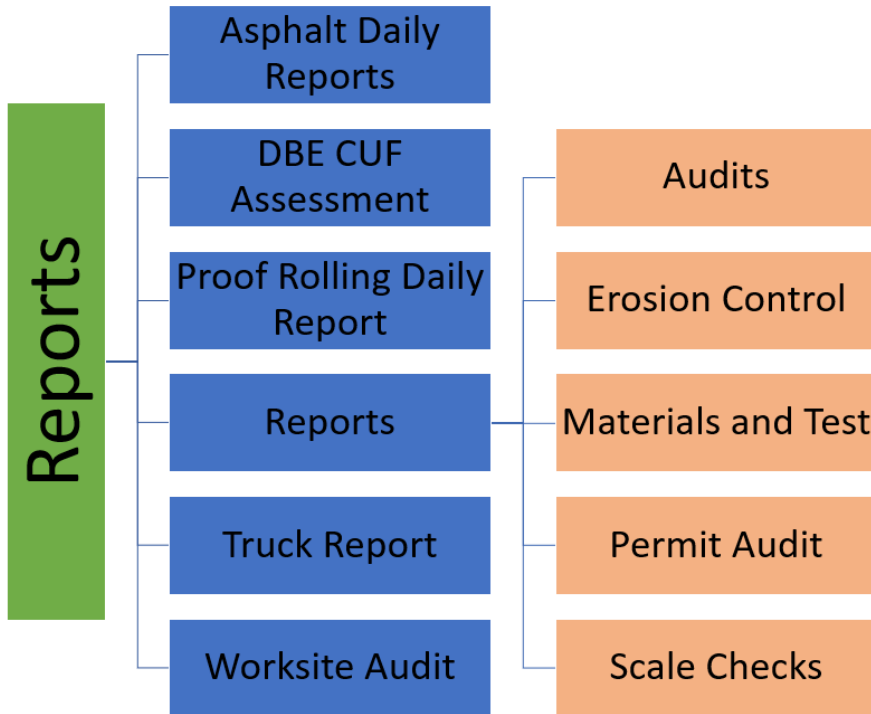 Reports
Asphalt Daily
Reports
DBE CUF
Assessment
Proof Rolling Daily
Report
Reports
Truck Report
Worksite Audit
Audits
Erosion Control
Materials and Test
Permit Audit
Scale Checks